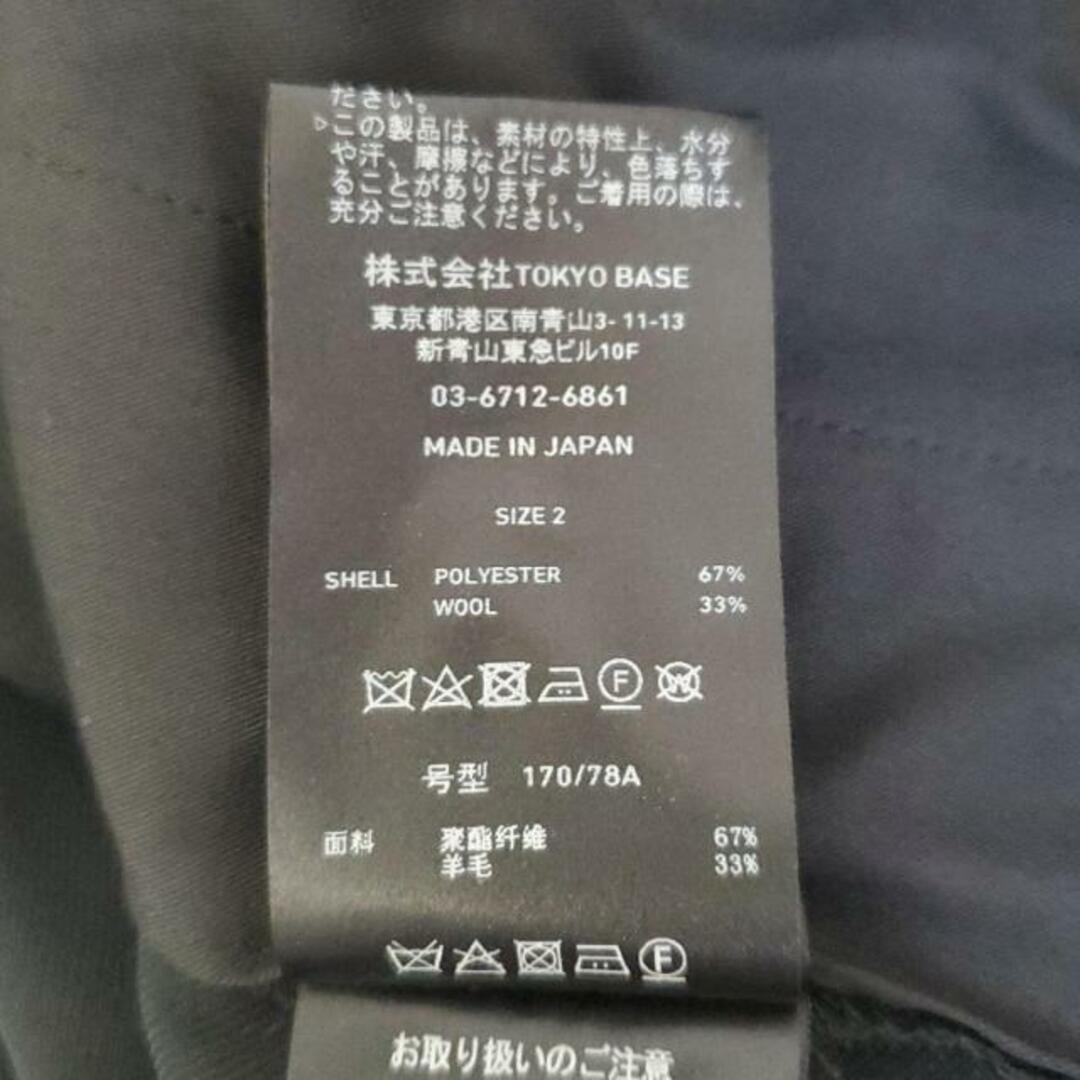 ださい。
▷この製品は、素材の特性上、水分
や汗、摩擦などにより、色落ちす
ることがあります。ご着用の際は、
充分ご注意ください。
株式会社TOKYO BASE
東京都港区南青山3-11-13
新青山東急ビル10F
03-6712-6861
MADE IN JAPAN
SIZE 2
SHELL POLYESTER 67%
WOOL 33%
F W
号型 170/78A
面料 聚酯纤维 67%
羊毛 33%
F
お取り扱いのご注意